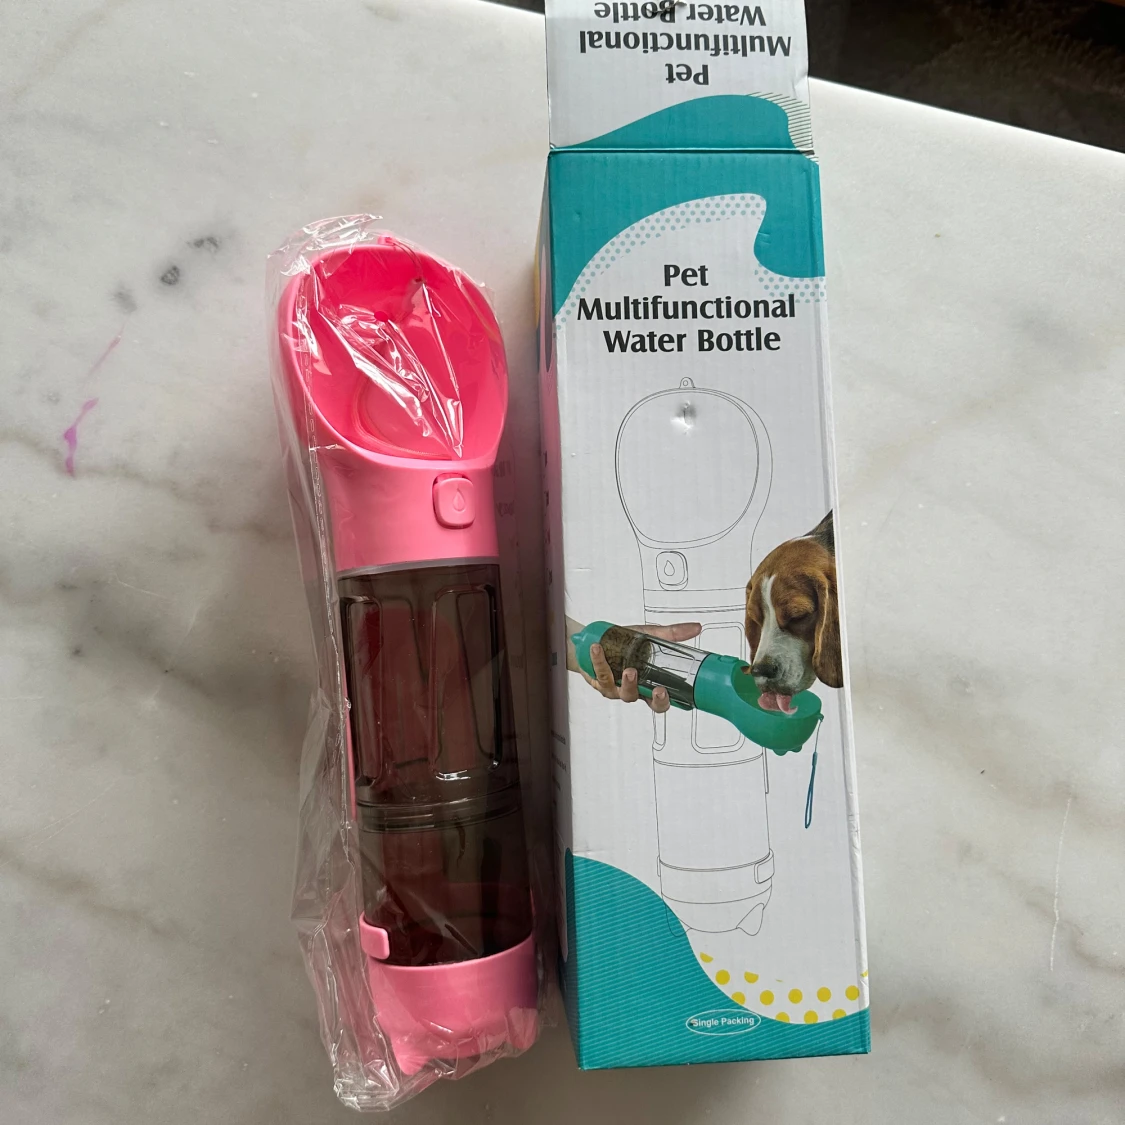 Water Bottle
Multifunctional
Pet
Pet
Multifunctional
Water Bottle
Single Packing